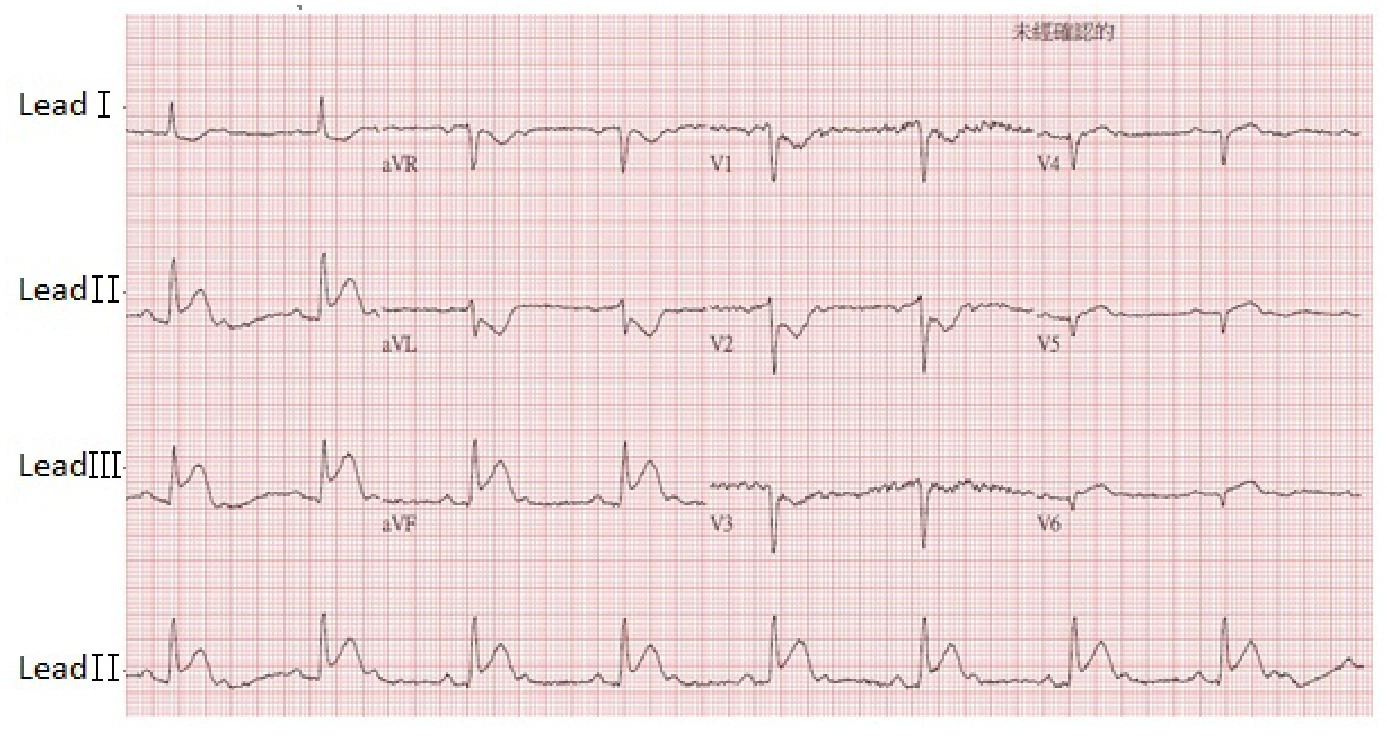 未經確認的
Lead I
aVR
V1
V4
Lead II
aVL
V2
V5
Lead III
aVF
V3
V6
Lead II